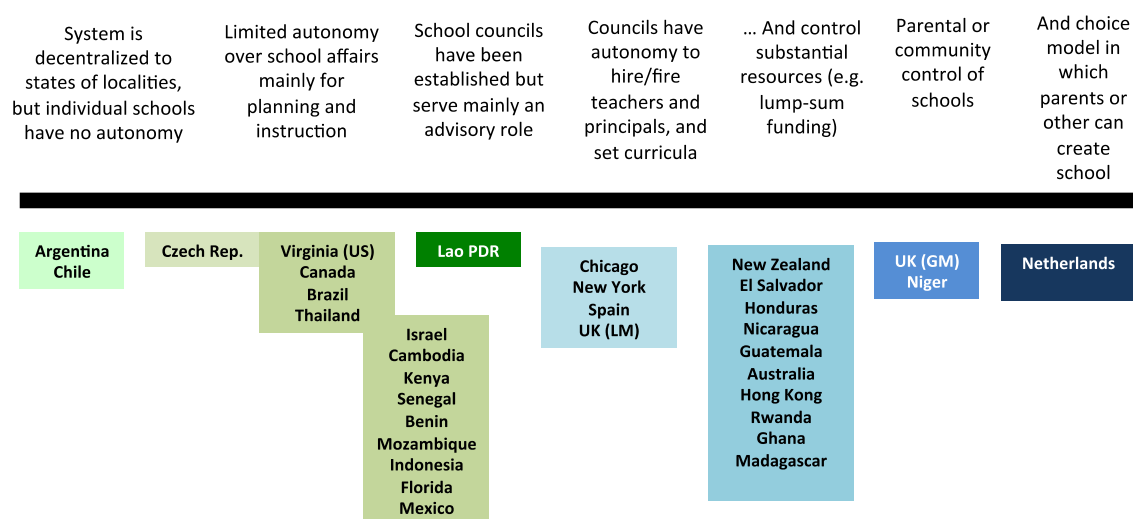 System is
decentralized to
states of localities,
but individual schools
have no autonomy
Limited autonomy
over school affairs
mainly for
planning and
instruction
School councils
have been
established but
serve mainly an
advisory role
Councils have
autonomy to
hire/fire
teachers and
principals, and
set curricula
... And control
substantial
resources (e.g.
lump-sum
funding)
Parental or
community
control of
schools
And choice
model in
which
parents or
other can
create
school
Argentina
Chile
Czech Rep.
Virginia (US)
Canada
Brazil
Thailand
Israel
Cambodia
Kenya
Senegal
Benin
Mozambique
Indonesia
Florida
Mexico
Lao PDR
Chicago
New York
Spain
UK (LM)
New Zealand
El Salvador
Honduras
Nicaragua
Guatemala
Australia
Hong Kong
Rwanda
Ghana
Madagascar
UK (GM)
Niger
Netherlands